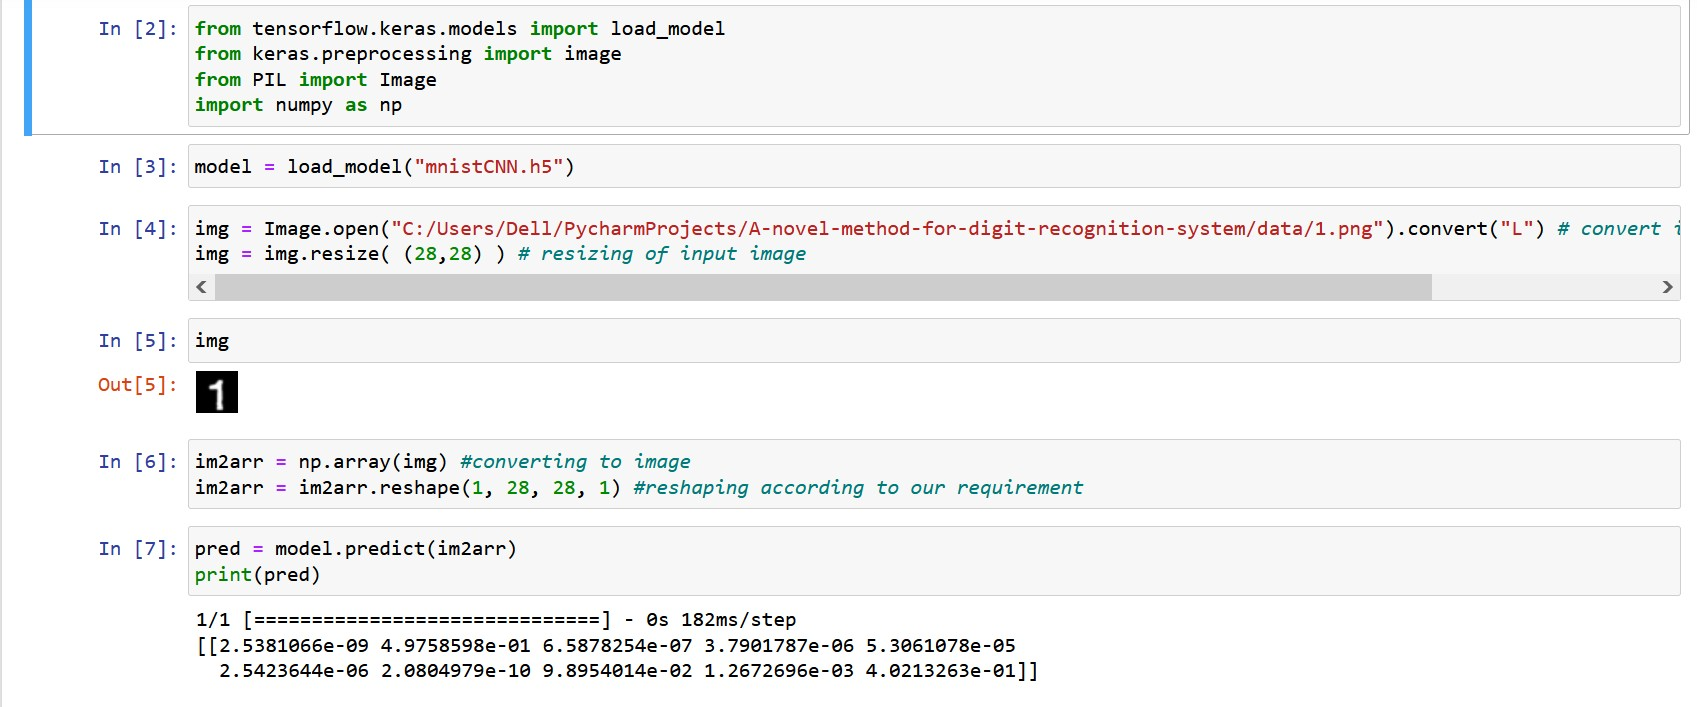 In [2]: from tensorflow.keras.models import load_model
from keras.preprocessing import image
from PIL import Image
import numpy as np
In [3]: model = load_model("mnistCNN.h5")
In [4]: img = Image.open("C:/Users/Dell/PycharmProjects/A-novel-method-for-digit-recognition-system/data/1.png").convert("L") # convert
img = img.resize( (28,28) ) # resizing of input image
In [5]: img
Out[5]: 1
In [6]: im2arr = np.array(img) #converting to image
im2arr = im2arr.reshape(1, 28, 28, 1) #reshaping according to our requirement
In [7]: pred = model.predict(im2arr)
print(pred)
1/1 [==============================] - 0s 182ms/step
[[2.5381066e-09 4.9758598e-01 6.5878254e-07 3.7901787e-06 5.3061078e-05
2.5423644e-06 2.0804979e-10 9.8954014e-02 1.2672696e-03 4.0213263e-01]]